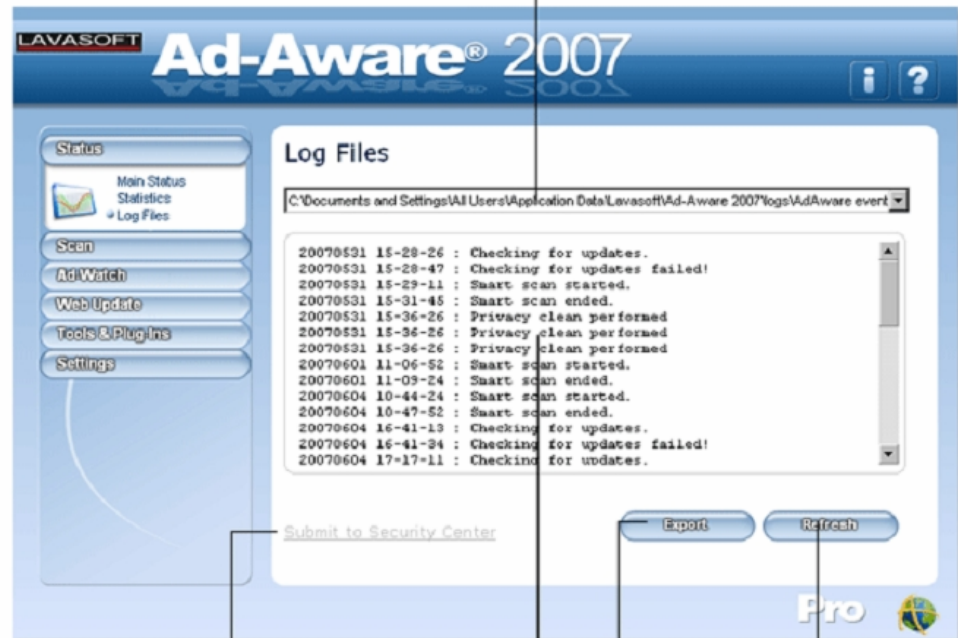 LAVASOFT
Ad-Aware® 2007
i ?
Status
Main Status
Statistics
Log Files
Scan
Ad-Watch
Web Update
Tools & Plug-Ins
Settings
Log Files
C:\Documents and Settings\All Users\Application Data\Lavasoft\Ad-Aware 2007\logs\AdAware event
20070531 15-28-26 : Checking for updates.
20070531 15-28-47 : Checking for updates failed!
20070531 15-29-11 : Smart scan started.
20070531 15-31-45 : Smart scan ended.
20070531 15-36-26 : Privacy clean performed
20070531 15-36-26 : Privacy clean performed
20070531 15-36-26 : Privacy clean performed
20070601 11-06-52 : Smart scan started.
20070601 11-09-24 : Smart scan ended.
20070604 10-44-24 : Smart scan started.
20070604 10-47-52 : Smart scan ended.
20070604 16-41-13 : Checking for updates.
20070604 16-41-34 : Checking for updates failed!
20070604 17-17-11 : Checking for updates.
Submit to Security Center
Export
Refresh
Pro